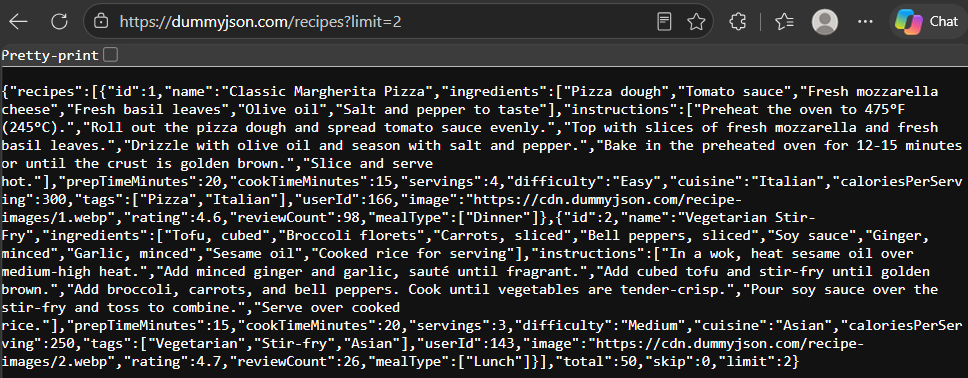 https://dummyjson.com/recipes?limit=2
Chat
Pretty-print
{"recipes":[{"id":1,"name":"Classic Margherita Pizza","ingredients":["Pizza dough","Tomato sauce","Fresh mozzarella
cheese","Fresh basil leaves","Olive oil","Salt and pepper to taste"],"instructions":["Preheat the oven to 475°F
(245°C).","Roll out the pizza dough and spread tomato sauce evenly.","Top with slices of fresh mozzarella and fresh
basil leaves.","Drizzle with olive oil and season with salt and pepper.","Bake in the preheated oven for 12-15 minutes
or until the crust is golden brown.","Slice and serve
hot."],"prepTimeMinutes":20,"cookTimeMinutes":15,"servings":4,"difficulty":"Easy","cuisine":"Italian","caloriesPerServ
ing":300,"tags":["Pizza","Italian"],"userId":166,"image":"https://cdn.dummyjson.com/recipe-
images/1.webp","rating":4.6,"reviewCount":98,"mealType":["Dinner"]},{"id":2,"name":"Vegetarian Stir-
Fry","ingredients":["Tofu, cubed","Broccoli florets","Carrots, sliced","Bell peppers, sliced","Soy sauce","Ginger,
minced","Garlic, minced","Sesame oil","Cooked rice for serving"],"instructions":["In a wok, heat sesame oil over
medium-high heat.","Add minced ginger and garlic, sauté until fragrant.","Add cubed tofu and stir-fry until golden
brown.","Add broccoli, carrots, and bell peppers. Cook until vegetables are tender-crisp.","Pour soy sauce over the
stir-fry and toss to combine.","Serve over cooked
rice."],"prepTimeMinutes":15,"cookTimeMinutes":20,"servings":3,"difficulty":"Medium","cuisine":"Asian","caloriesPerSer
ving":250,"tags":["Vegetarian","Stir-fry","Asian"],"userId":143,"image":"https://cdn.dummyjson.com/recipe-
images/2.webp","rating":4.7,"reviewCount":26,"mealType":["Lunch"]}],"total":50,"skip":0,"limit":2}